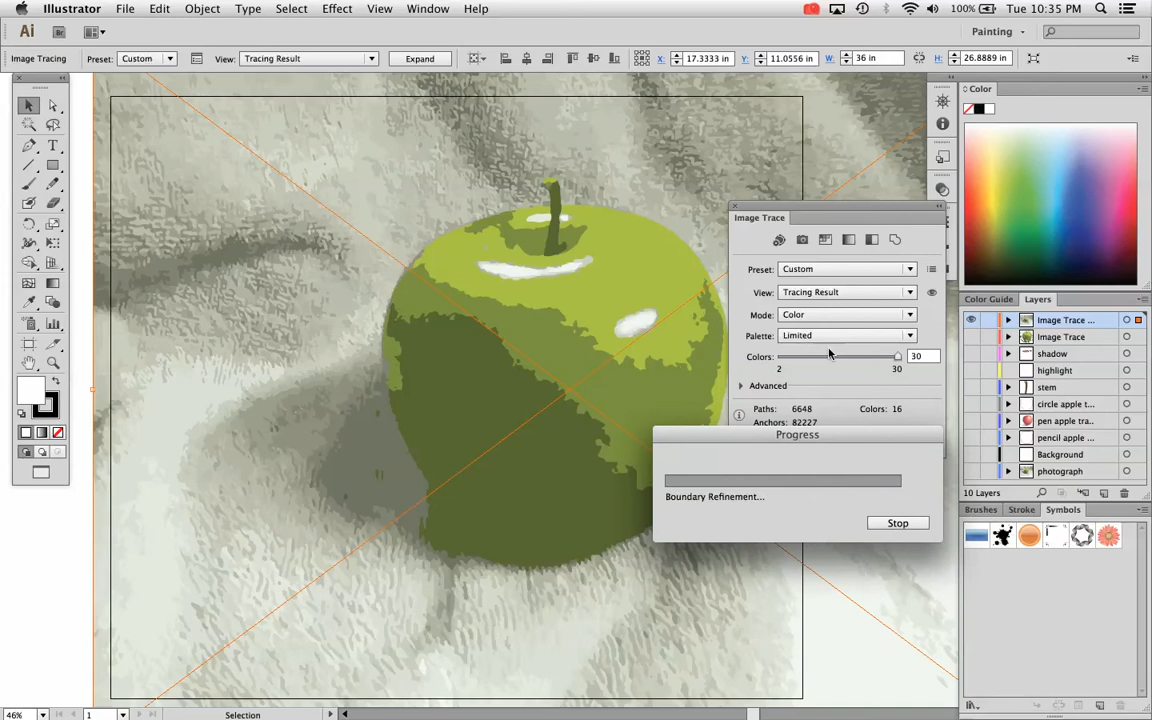 Illustrator File Edit Object Type Select Effect View Window Help 100% Tue 10:35 PM
Ai Br Painting
Image Tracing Preset: Custom View: Tracing Result Expand X: 17.3333 in Y: 11.0556 in W: 36 in H: 26.8889 in
Color
Image Trace
Preset: Custom
View: Tracing Result
Mode: Color
Palette: Limited
Colors: 30
2 30
Advanced
Paths: 6648 Colors: 16
Anchors: 82227
Progress
Boundary Refinement...
Stop
Color Guide Layers
Image Trace ...
Image Trace
shadow
highlight
stem
circle apple t...
pen apple tra...
pencil apple ...
Background
photograph
10 Layers
Brushes Stroke Symbols
46% 1 Selection